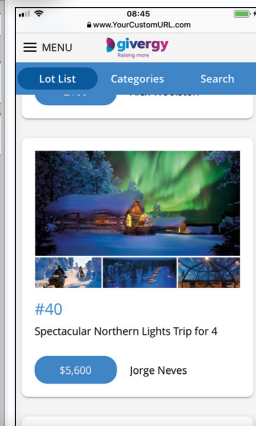 08:45
www.YourCustomURL.com
MENU
givergy
Raising more
Lot List Categories Search
#40
Spectacular Northern Lights Trip for 4
$5,600 Jorge Neves